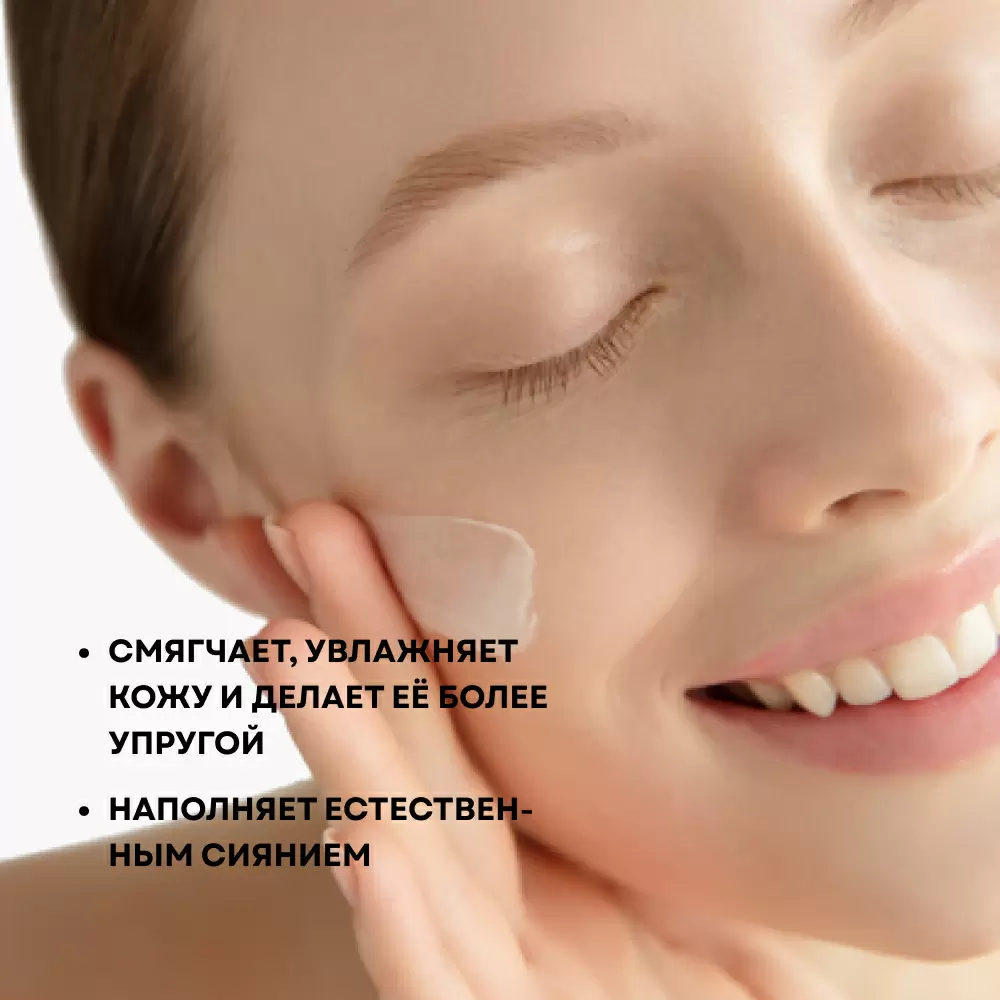 • СМЯГЧАЕТ, УВЛАЖНЯЕТ
КОЖУ И ДЕЛАЕТ ЕЁ БОЛЕЕ
УПРУГОЙ
• НАПОЛНЯЕТ ЕСТЕСТВЕН-
НЫМ СИЯНИЕМ